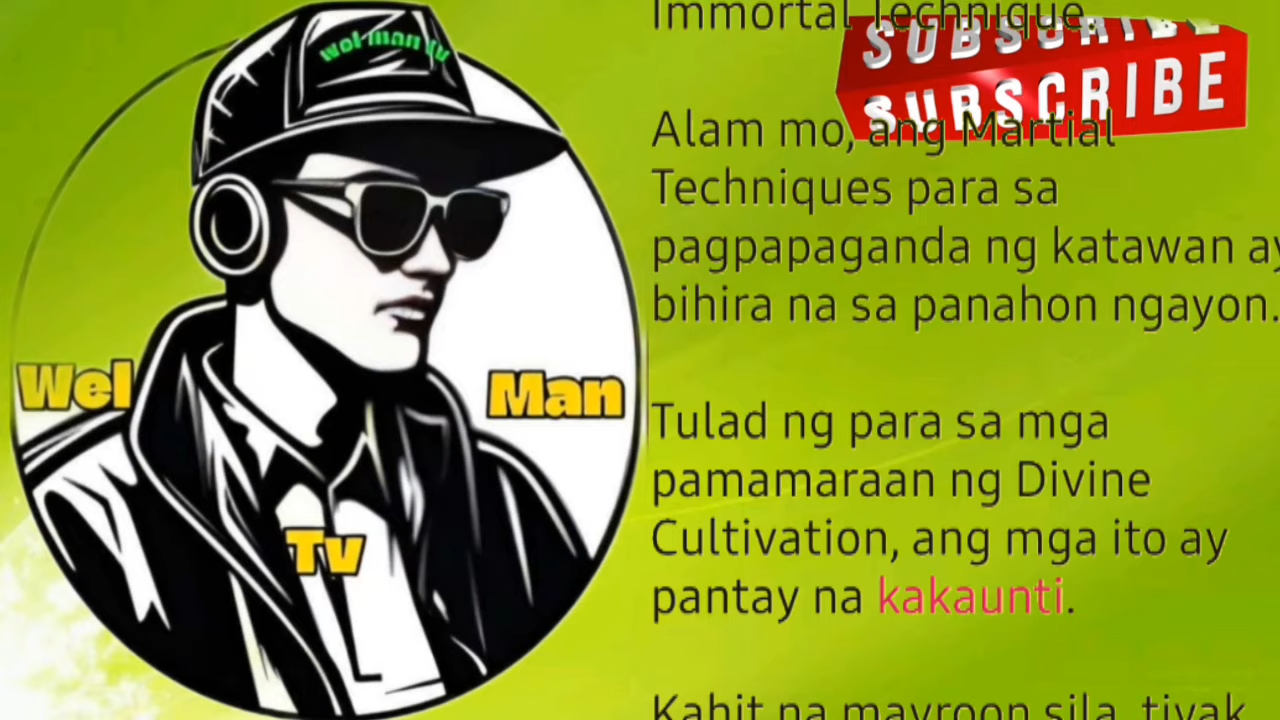 wel man tv
Wel
Man
Tv
SUBSCRIBE
SUBSCRIBE
Immortal Technique.
Alam mo, ang Martial
Techniques para sa
pagpapaganda ng katawan ay
bihira na sa panahon ngayon.
Tulad ng para sa mga
pamamaraan ng Divine
Cultivation, ang mga ito ay
pantay na kakaunti.
Kahit na mayroon sila, tiyak